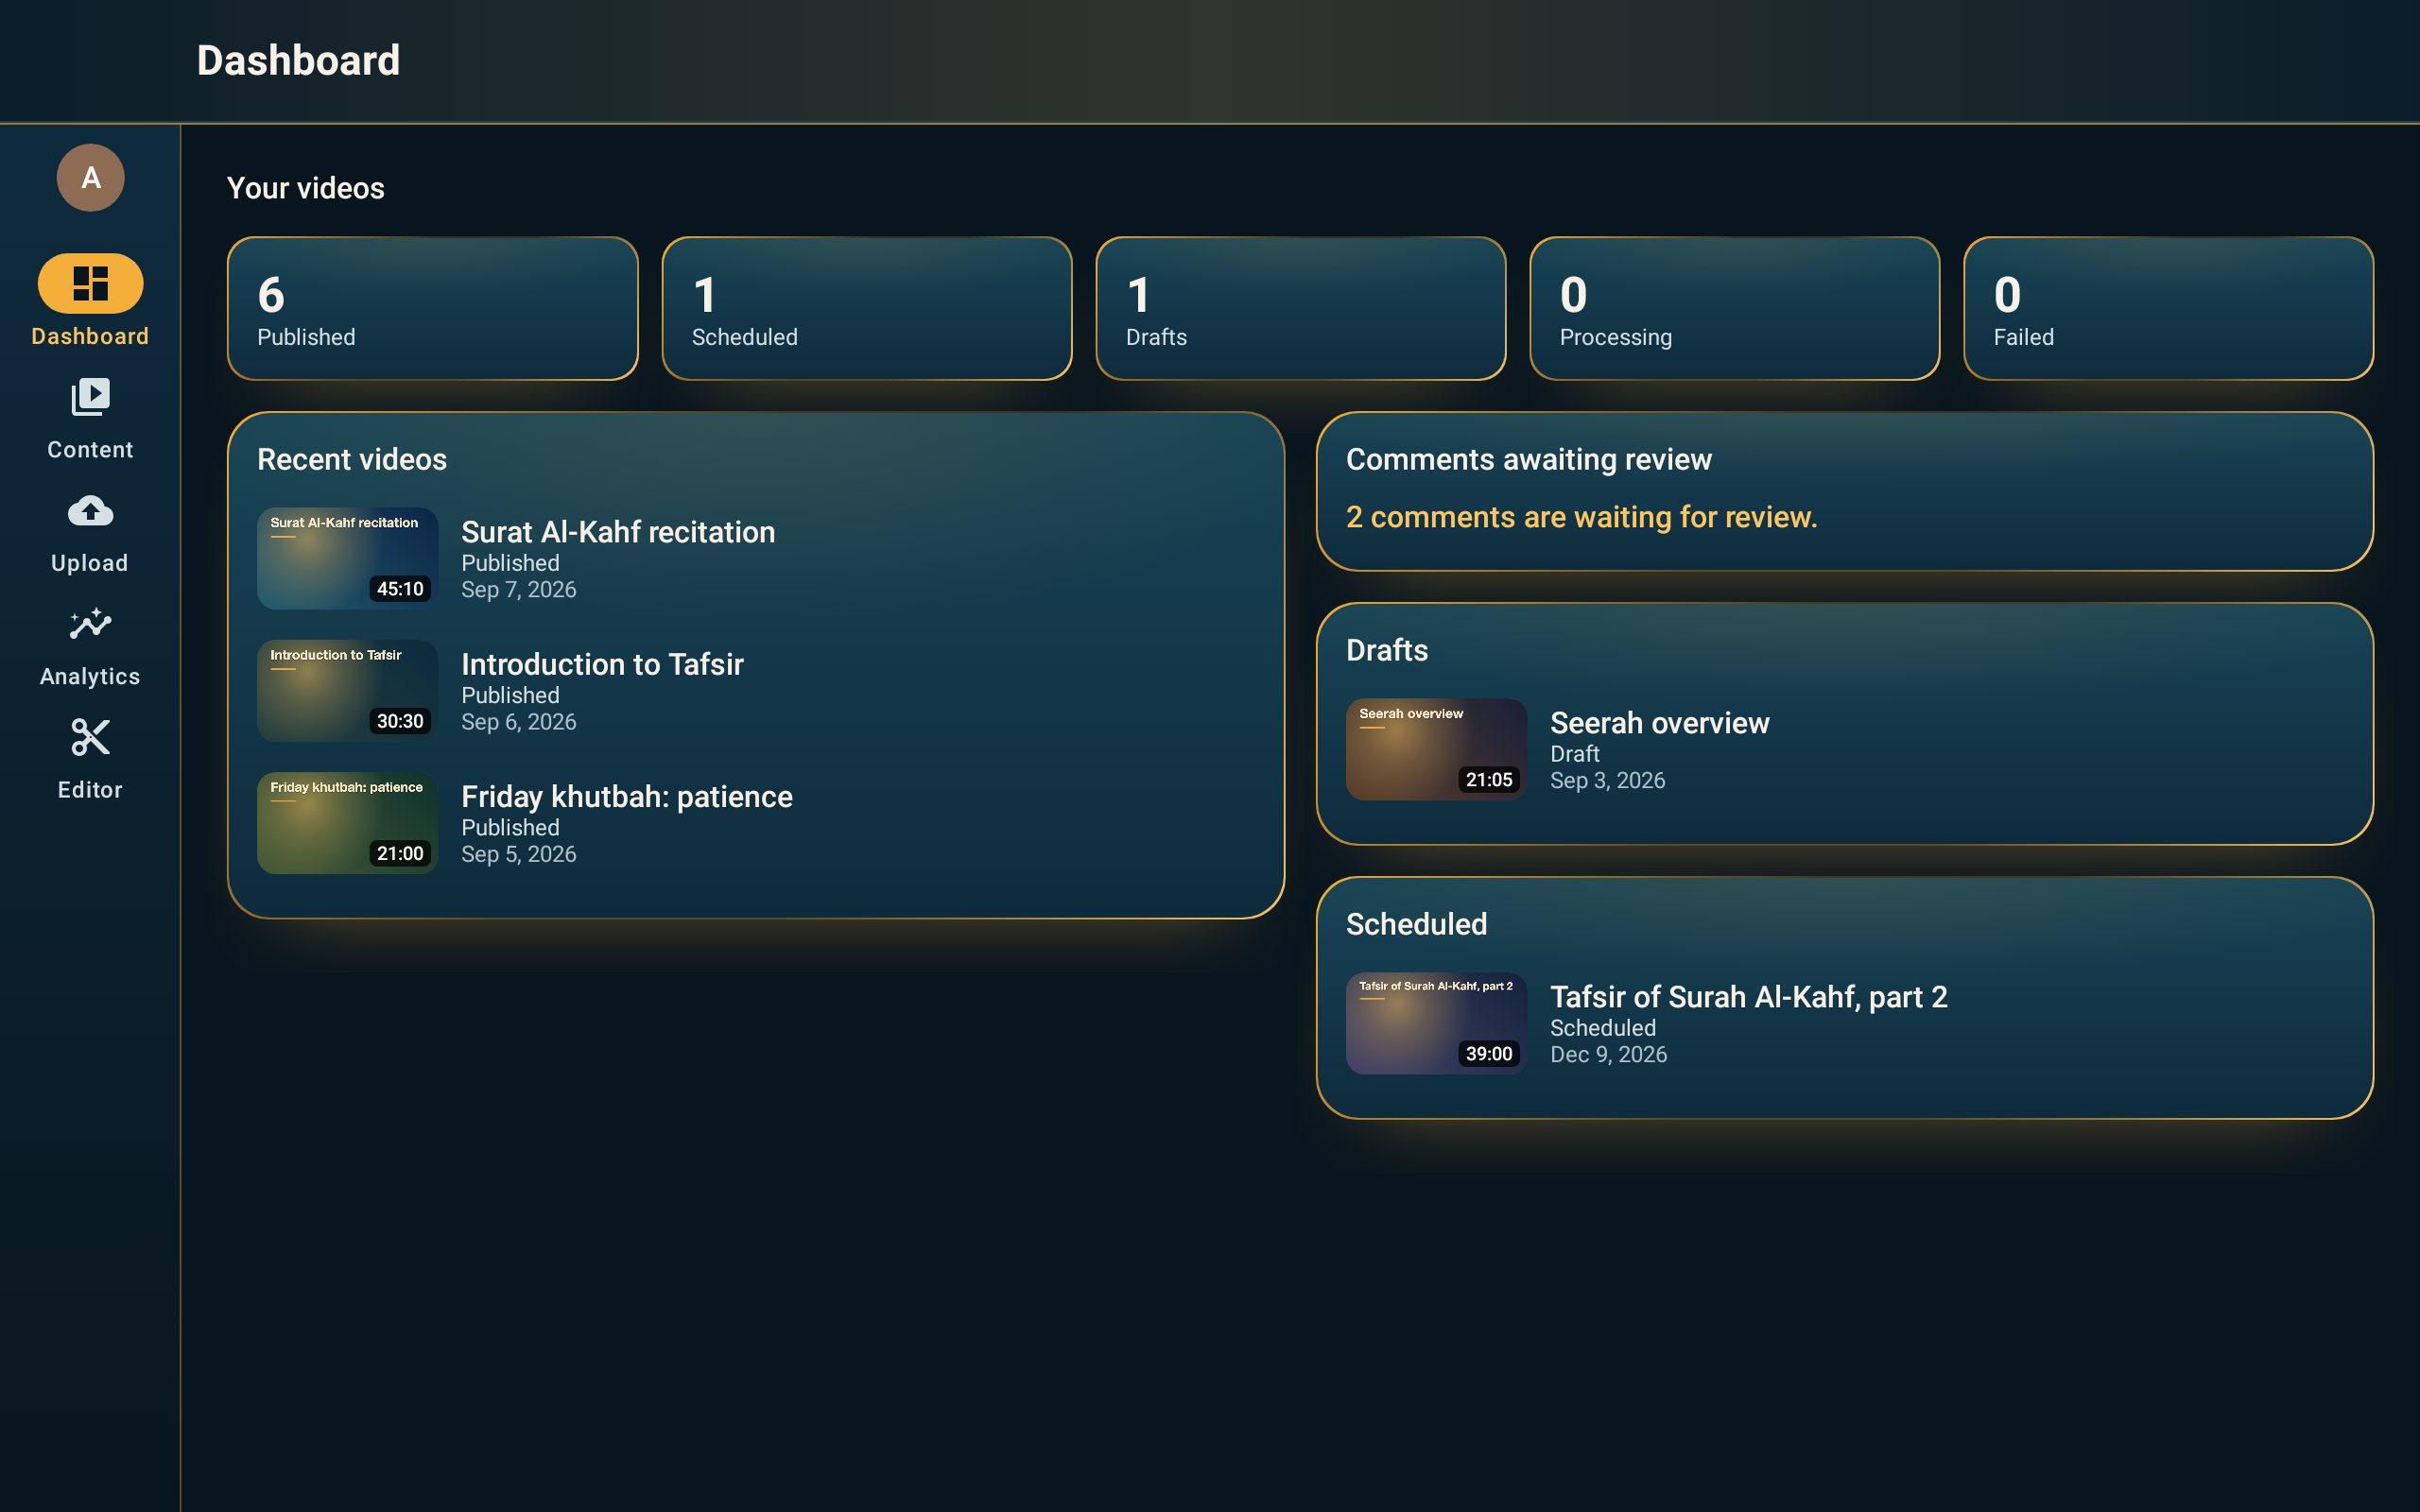 Dashboard
A
Dashboard
Content
Upload
Analytics
Editor
Your videos
6
Published
1
Scheduled
1
Drafts
0
Processing
0
Failed
Recent videos
Surat Al-Kahf recitation
45:10
Surat Al-Kahf recitation
Published
Sep 7, 2026
Introduction to Tafsir
30:30
Introduction to Tafsir
Published
Sep 6, 2026
Friday khutbah: patience
21:00
Friday khutbah: patience
Published
Sep 5, 2026
Comments awaiting review
2 comments are waiting for review.
Drafts
Seerah overview
21:05
Seerah overview
Draft
Sep 3, 2026
Scheduled
Tafsir of Surah Al-Kahf, part 2
39:00
Tafsir of Surah Al-Kahf, part 2
Scheduled
Dec 9, 2026